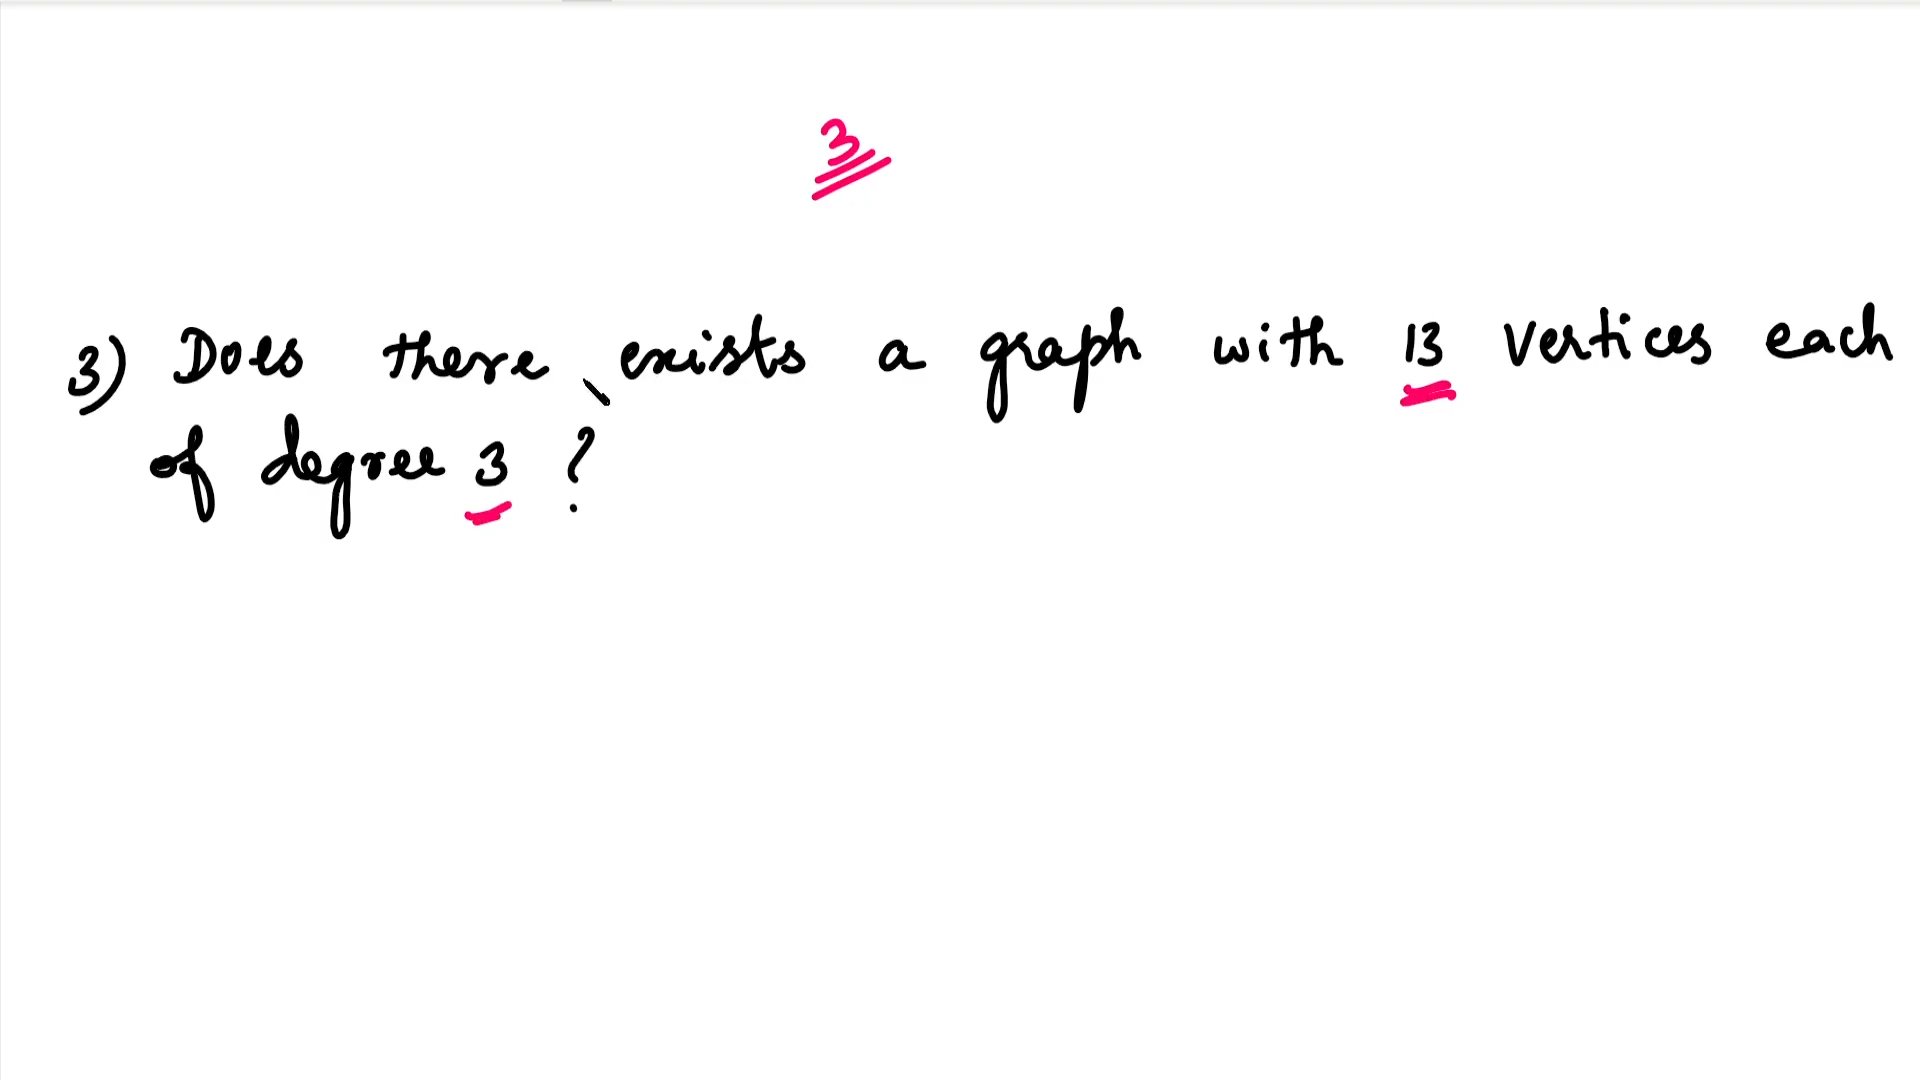 3
3) Does there exists a graph with 13 vertices each
of degree 3 ?